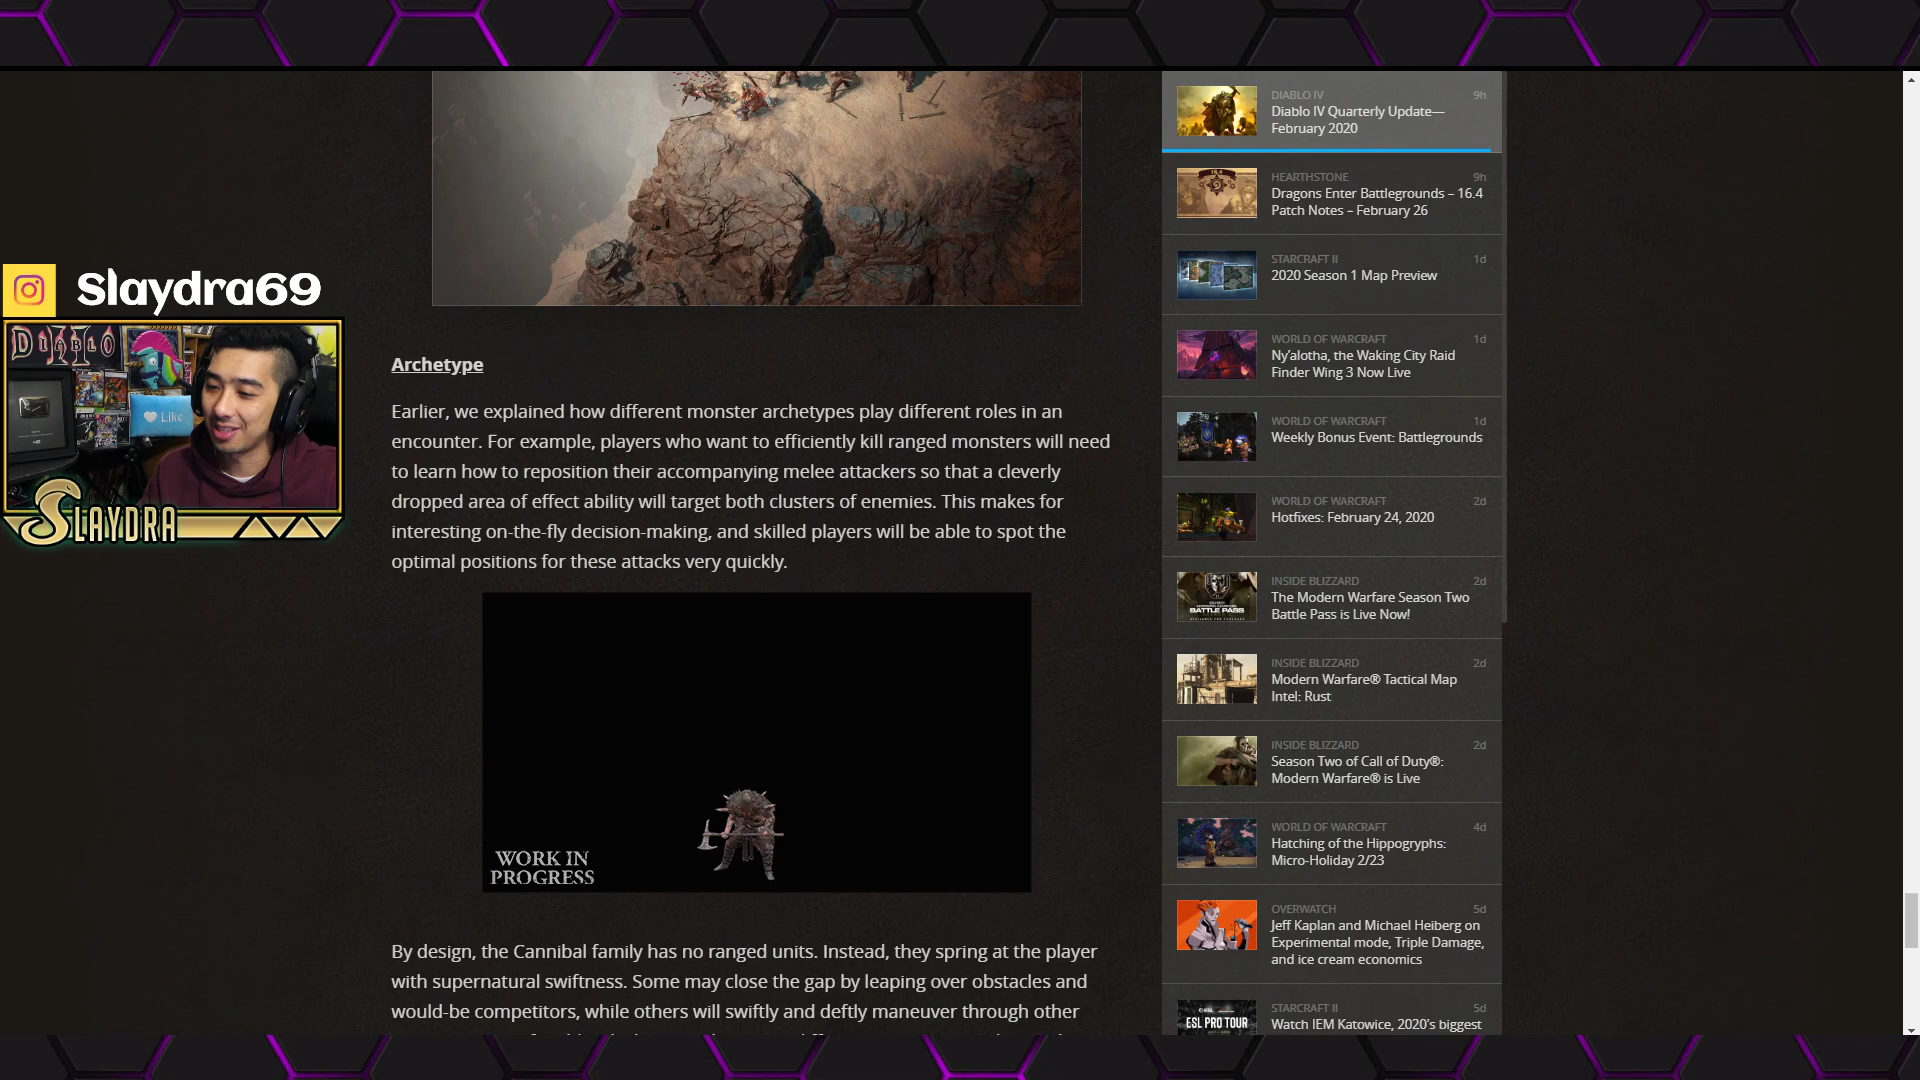 Slaydra69
DIABLO
Like
SLAYDRA
Archetype
Earlier, we explained how different monster archetypes play different roles in an
encounter. For example, players who want to efficiently kill ranged monsters will need
to learn how to reposition their accompanying melee attackers so that a cleverly
dropped area of effect ability will target both clusters of enemies. This makes for
interesting on-the-fly decision-making, and skilled players will be able to spot the
optimal positions for these attacks very quickly.
WORK IN
PROGRESS
By design, the Cannibal family has no ranged units. Instead, they spring at the player
with supernatural swiftness. Some may close the gap by leaping over obstacles and
would-be competitors, while others will swiftly and deftly maneuver through other
DIABLO IV 9h
Diablo IV Quarterly Update—
February 2020
HEARTHSTONE 9h
Dragons Enter Battlegrounds – 16.4
Patch Notes – February 26
STARCRAFT II 1d
2020 Season 1 Map Preview
WORLD OF WARCRAFT 1d
Ny’alotha, the Waking City Raid
Finder Wing 3 Now Live
WORLD OF WARCRAFT 1d
Weekly Bonus Event: Battlegrounds
WORLD OF WARCRAFT 2d
Hotfixes: February 24, 2020
INSIDE BLIZZARD 2d
The Modern Warfare Season Two
Battle Pass is Live Now!
BATTLE PASS
INSIDE BLIZZARD 2d
Modern Warfare® Tactical Map
Intel: Rust
INSIDE BLIZZARD 2d
Season Two of Call of Duty®:
Modern Warfare® is Live
WORLD OF WARCRAFT 4d
Hatching of the Hippogryphs:
Micro-Holiday 2/23
OVERWATCH 5d
Jeff Kaplan and Michael Heiberg on
Experimental mode, Triple Damage,
and ice cream economics
STARCRAFT II 5d
Watch IEM Katowice, 2020’s biggest
ESL PRO TOUR